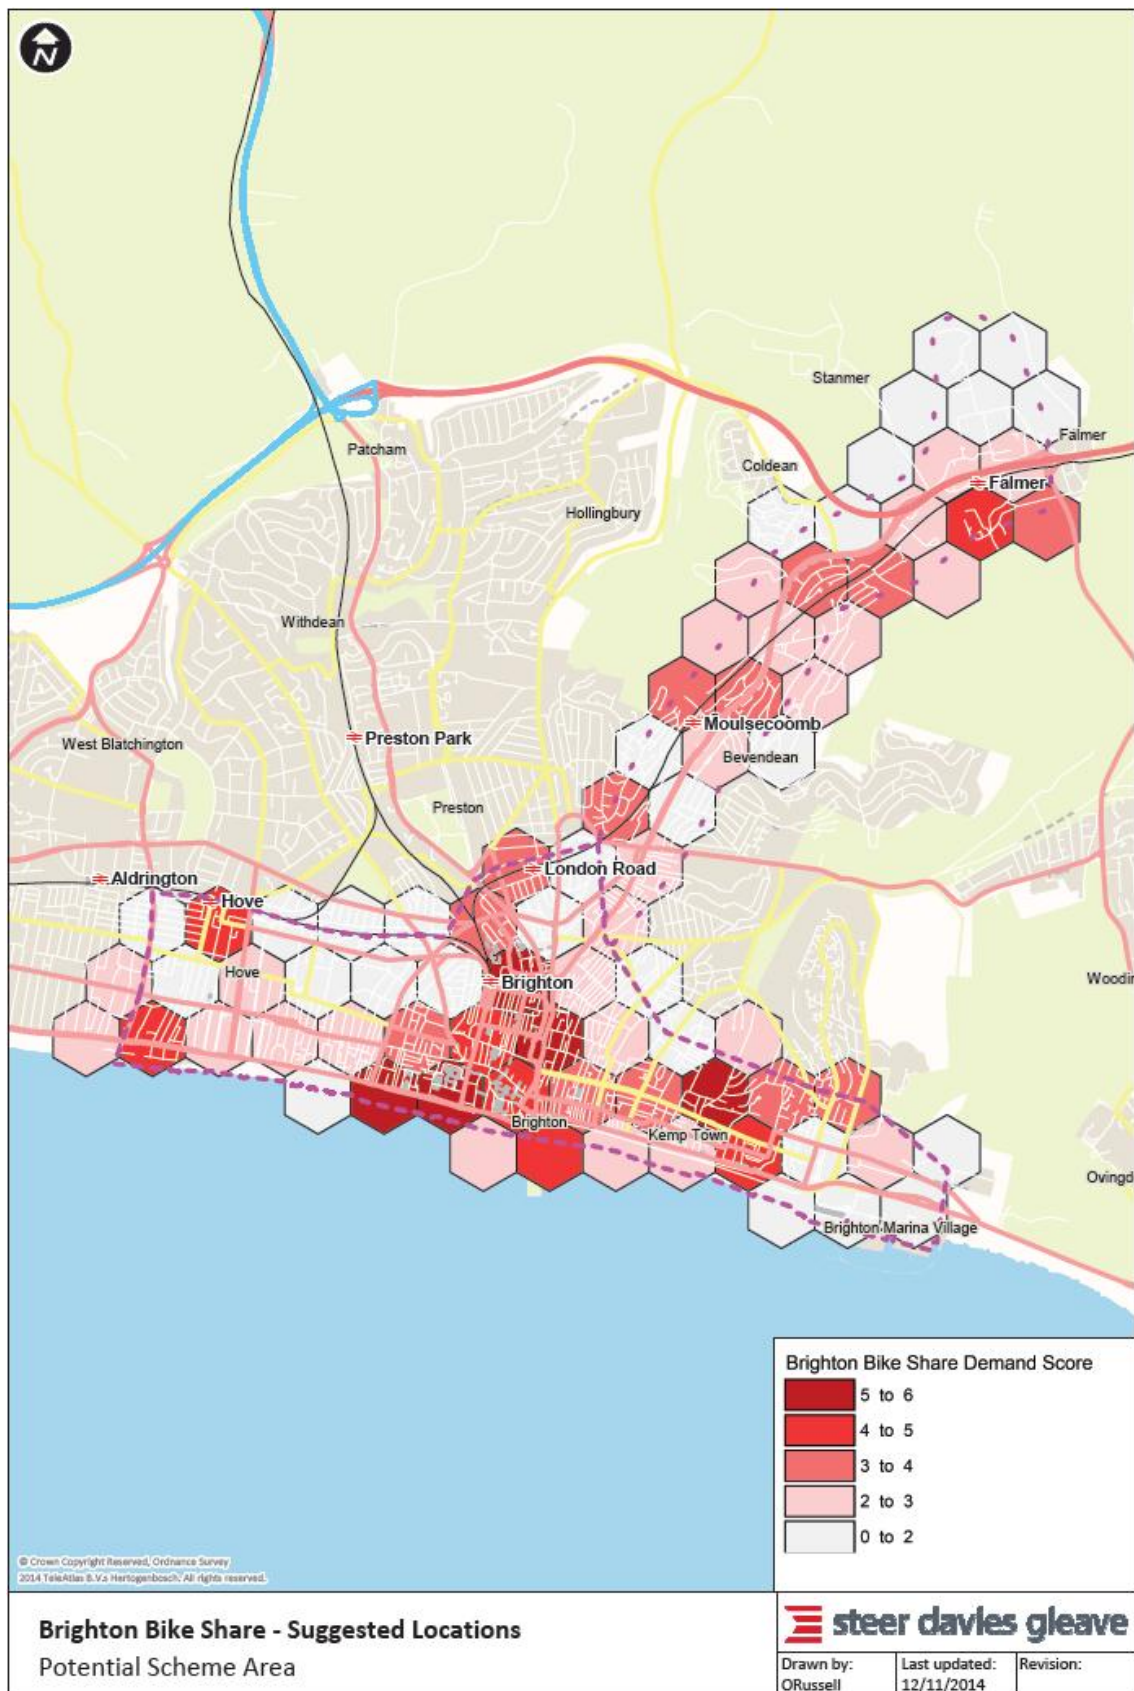 N
Stanmer
Falmer
Patcham
Coldean
Falmer
Hollingbury
Withdean
Moulsecoomb
Preston Park
West Blatchington
Bevendean
Preston
London Road
Aldrington
Hove
Hove
Brighton
Woodin
Brighton
Kemp Town
Ovingd
Brighton Marina Village
Brighton Bike Share Demand Score
5 to 6
4 to 5
3 to 4
2 to 3
0 to 2
© Crown Copyright Reserved, Ordnance Survey
2014 TeleAtlas B.V.s Hertogenbosch. All rights reserved.
Brighton Bike Share - Suggested Locations
Potential Scheme Area
steer davies gleave
Drawn by:
ORussell
Last updated:
12/11/2014
Revision: